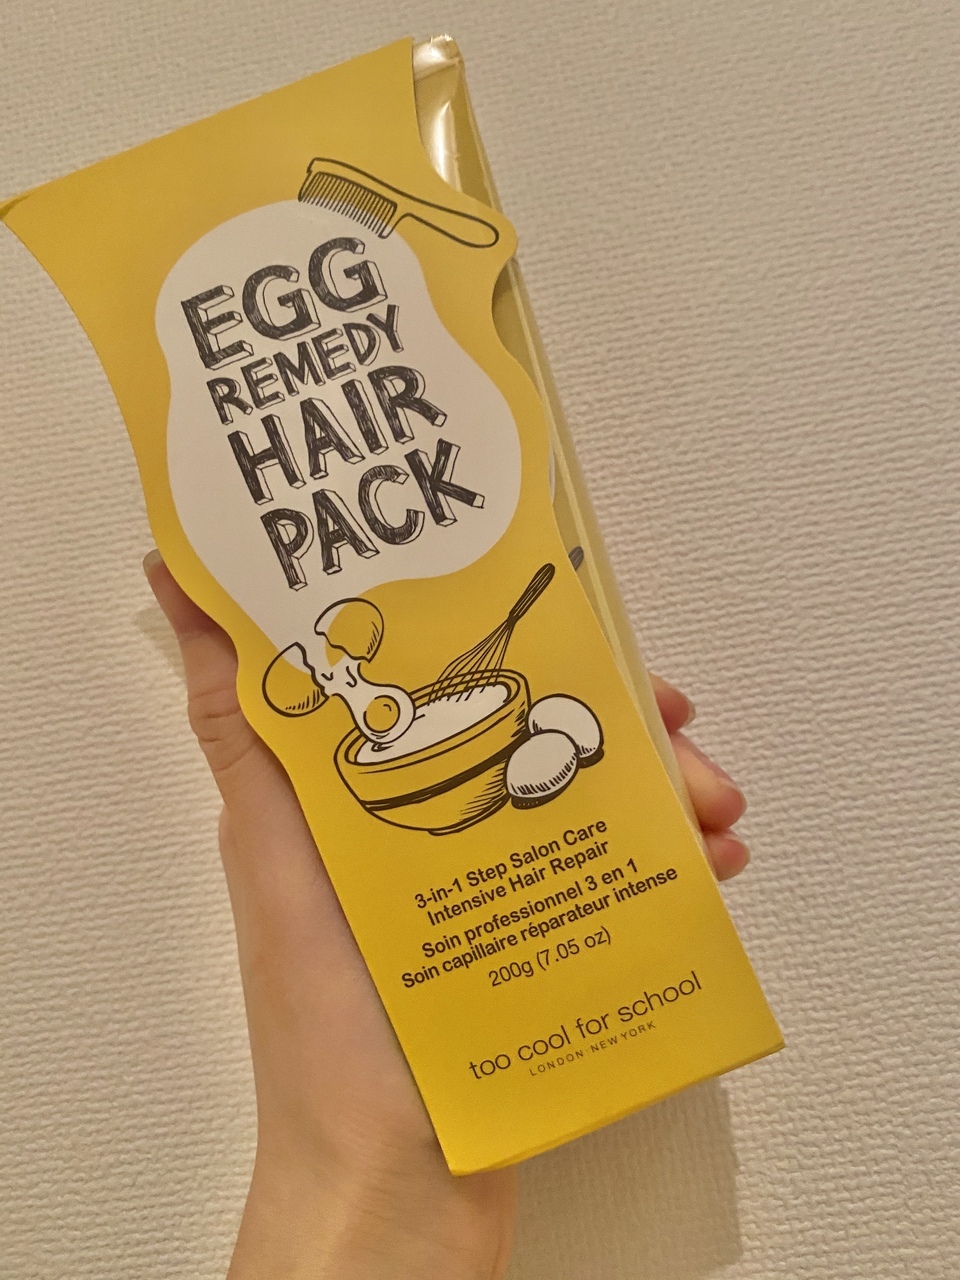 EGG
REMEDY
HAIR
PACK
3-in-1 Step Salon Care
Intensive Hair Repair
Soin professionnel 3 en 1
Soin capillaire réparateur intense
200g (7.05 oz)
too cool for school
LONDON NEW YORK